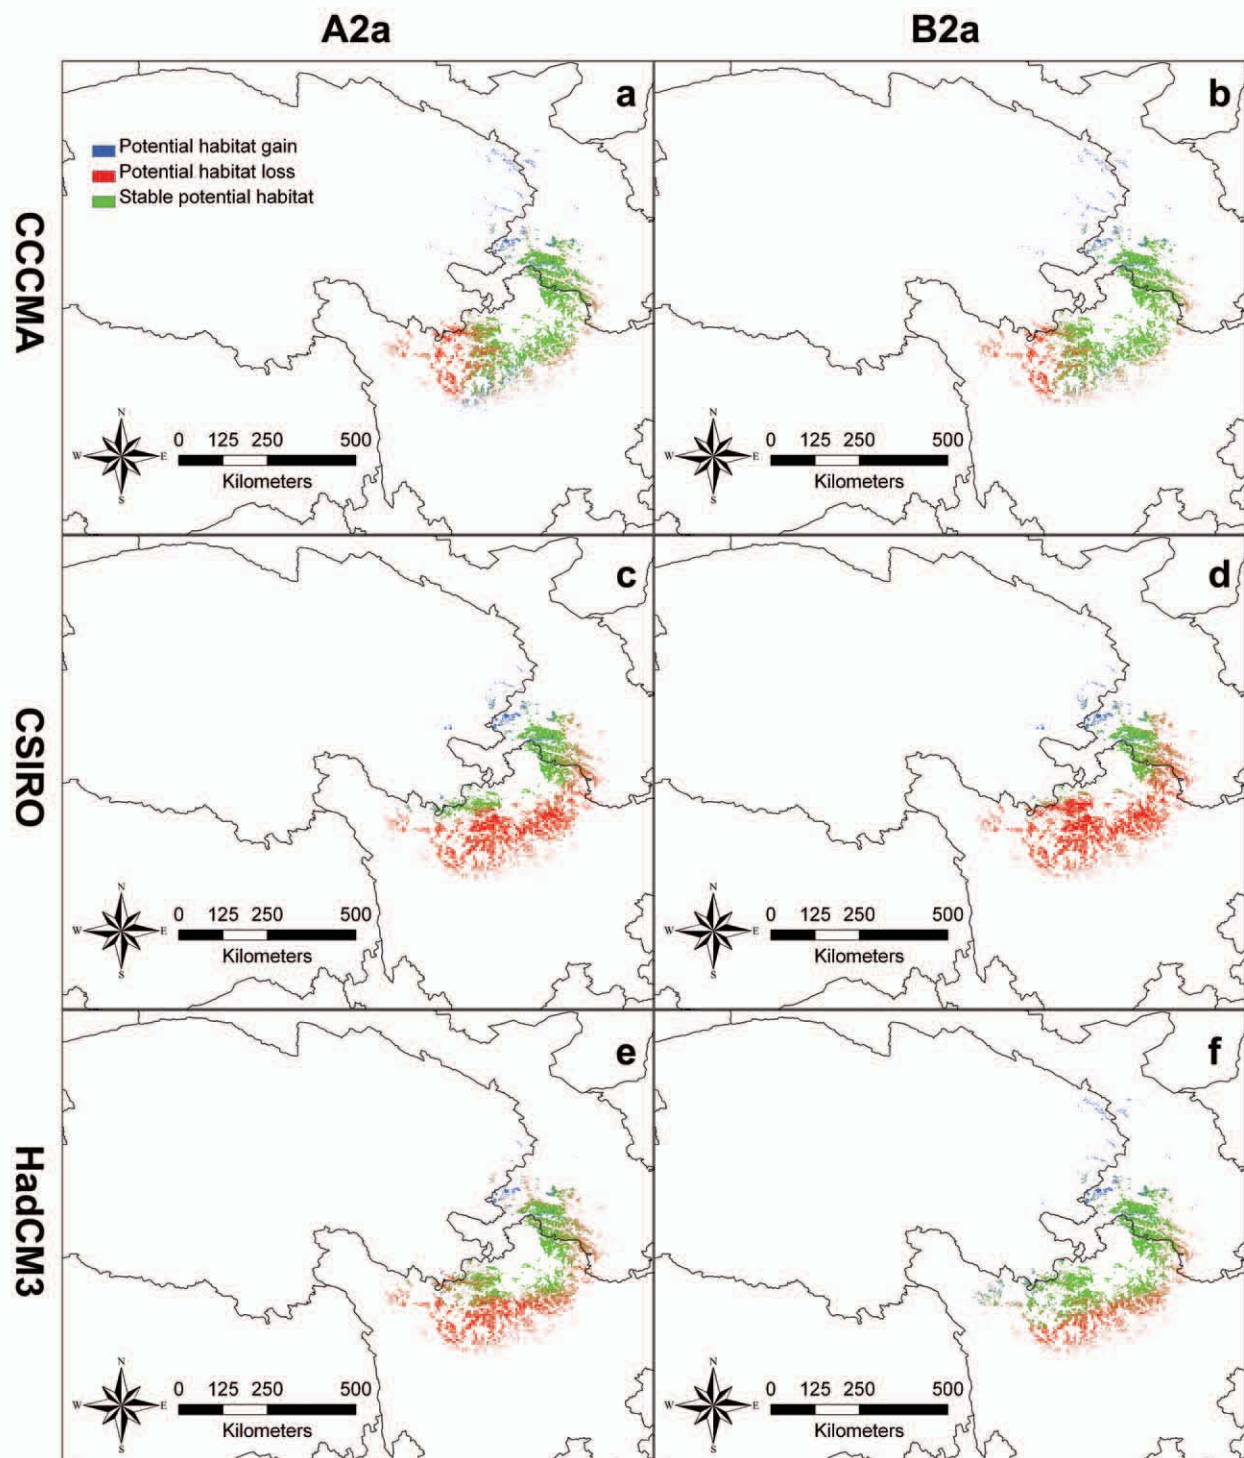 A2a
B2a
a
b
Potential habitat gain
Potential habitat loss
Stable potential habitat
CCCMA
N
W E
S
0 125 250 500
Kilometers
N
W E
S
0 125 250 500
Kilometers
c
d
CSIRO
N
W E
S
0 125 250 500
Kilometers
N
W E
S
0 125 250 500
Kilometers
e
f
HadCM3
N
W E
S
0 125 250 500
Kilometers
N
W E
S
0 125 250 500
Kilometers